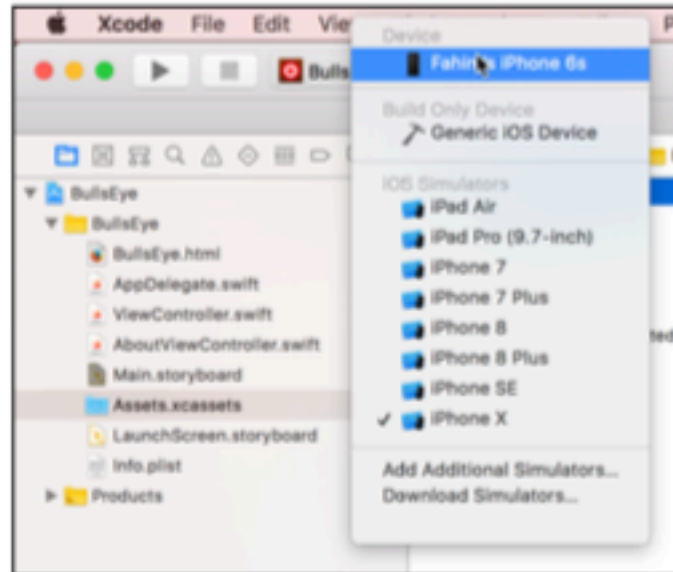 Xcode File Edit Vie
Bulls
Device
Fahim's iPhone 6s
Build Only Device
Generic iOS Device
iOS Simulators
iPad Air
iPad Pro (9.7-inch)
iPhone 7
iPhone 7 Plus
iPhone 8
iPhone 8 Plus
iPhone SE
iPhone X
Add Additional Simulators...
Download Simulators...
BullsEye
BullsEye
BullsEye.html
AppDelegate.swift
ViewController.swift
AboutViewController.swift
Main.storyboard
Assets.xcassets
LaunchScreen.storyboard
Info.plist
Products
ted